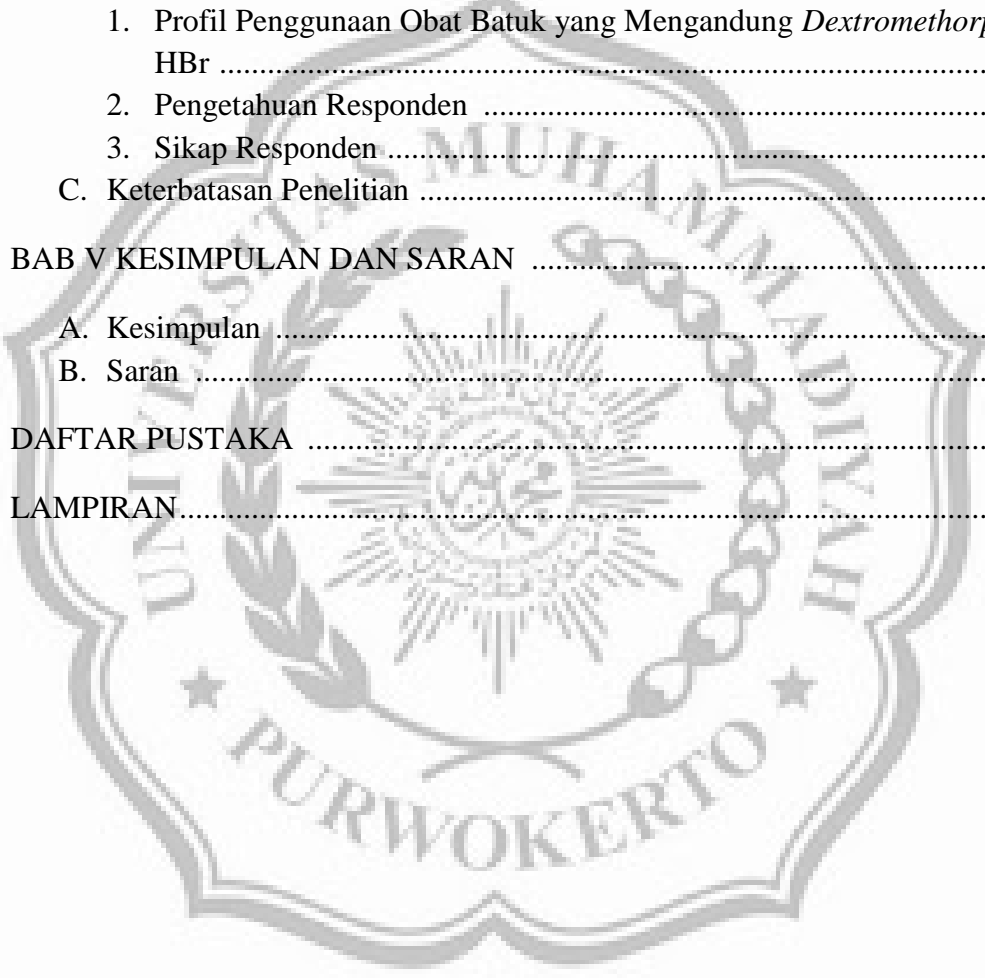 1. Profil Penggunaan Obat Batuk yang Mengandung
HBr ....................................................................................................
2. Pengetahuan Responden ................................................................
3. Sikap Responden ............................................................................
C. Keterbatasan Penelitian ........................................................................
BAB V KESIMPULAN DAN SARAN .........................................................
A. Kesimpulan ..........................................................................................
B. Saran ....................................................................................................
DAFTAR PUSTAKA .....................................................................................
LAMPIRAN....................................................................................................
UNIVERSITAS MUHAMMADIYAH
PURWOKERTO